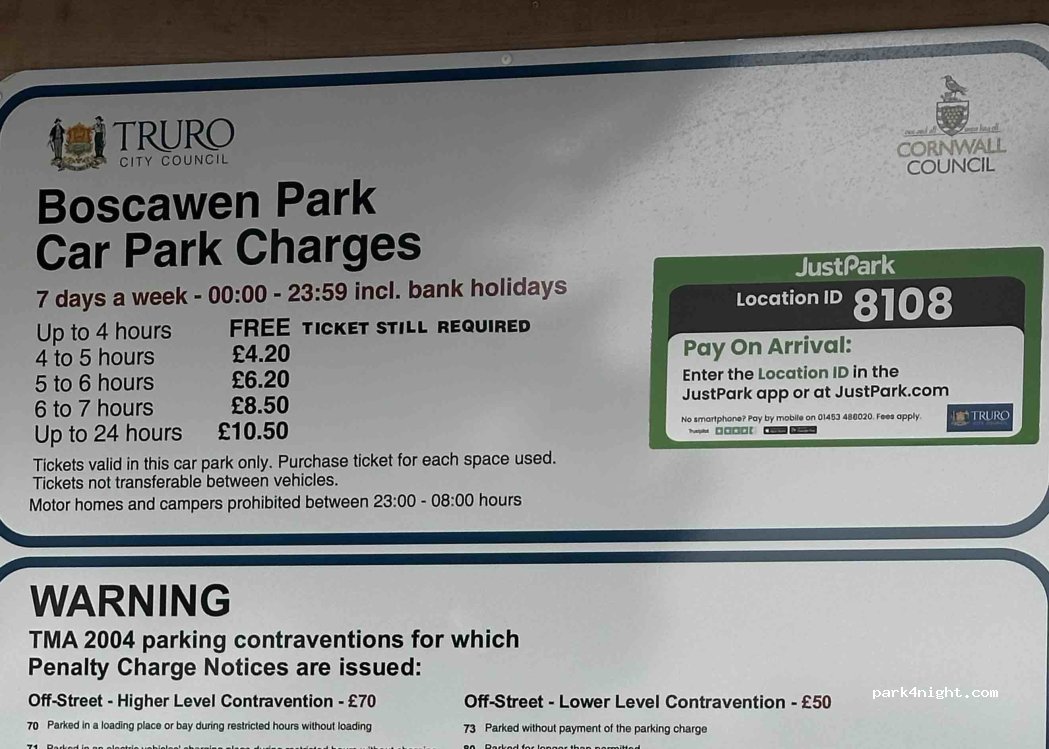 TRURO
CITY COUNCIL
CORNWALL
COUNCIL
Boscawen Park
Car Park Charges
7 days a week - 00:00 - 23:59 incl. bank holidays
Up to 4 hours FREE TICKET STILL REQUIRED
4 to 5 hours £4.20
5 to 6 hours £6.20
6 to 7 hours £8.50
Up to 24 hours £10.50
Tickets valid in this car park only. Purchase ticket for each space used.
Tickets not transferable between vehicles.
Motor homes and campers prohibited between 23:00 - 08:00 hours
JustPark
Location ID 8108
Pay On Arrival:
Enter the Location ID in the
JustPark app or at JustPark.com
No smartphone? Pay by mobile on 01453 486020. Fees apply.
Trustpilot
TRURO
WARNING
TMA 2004 parking contraventions for which
Penalty Charge Notices are issued:
Off-Street - Higher Level Contravention - £70
70 Parked in a loading place or bay during restricted hours without loading
Off-Street - Lower Level Contravention - £50
73 Parked without payment of the parking charge
80 Parked for longer than permitted
park4night.com